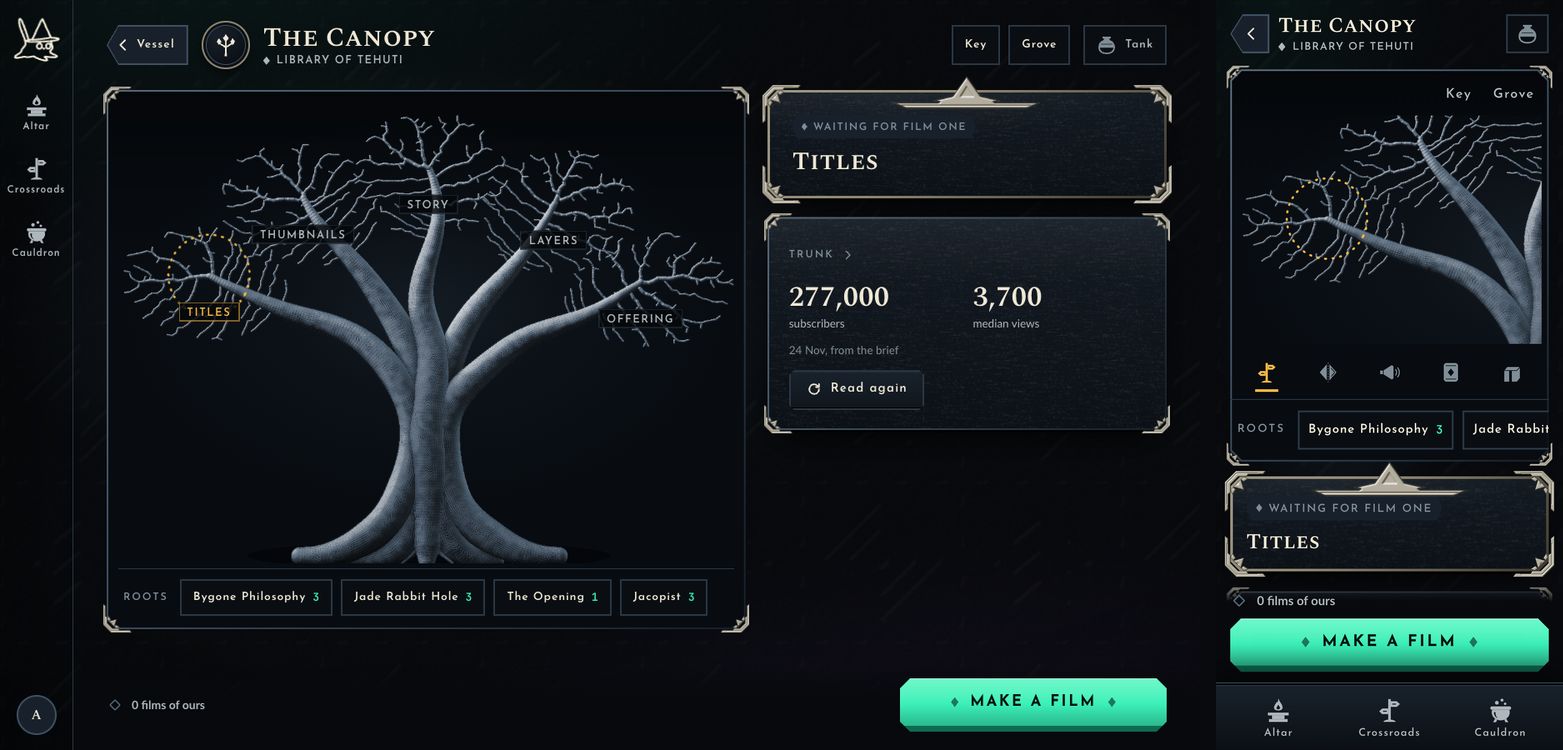 Vessel
THE CANOPY
LIBRARY OF TEHUTI
Key
Grove
Tank
Altar
Crossroads
Cauldron
A
STORY
THUMBNAILS
LAYERS
TITLES
OFFERING
ROOTS
Bygone Philosophy 3
Jade Rabbit Hole 3
The Opening 1
Jacopist 3
WAITING FOR FILM ONE
TITLES
TRUNK
277,000
subscribers
3,700
median views
24 Nov, from the brief
Read again
0 films of ours
MAKE A FILM
THE CANOPY
LIBRARY OF TEHUTI
Key
Grove
ROOTS
Bygone Philosophy 3
Jade Rabbit
WAITING FOR FILM ONE
TITLES
0 films of ours
MAKE A FILM
Altar
Crossroads
Cauldron